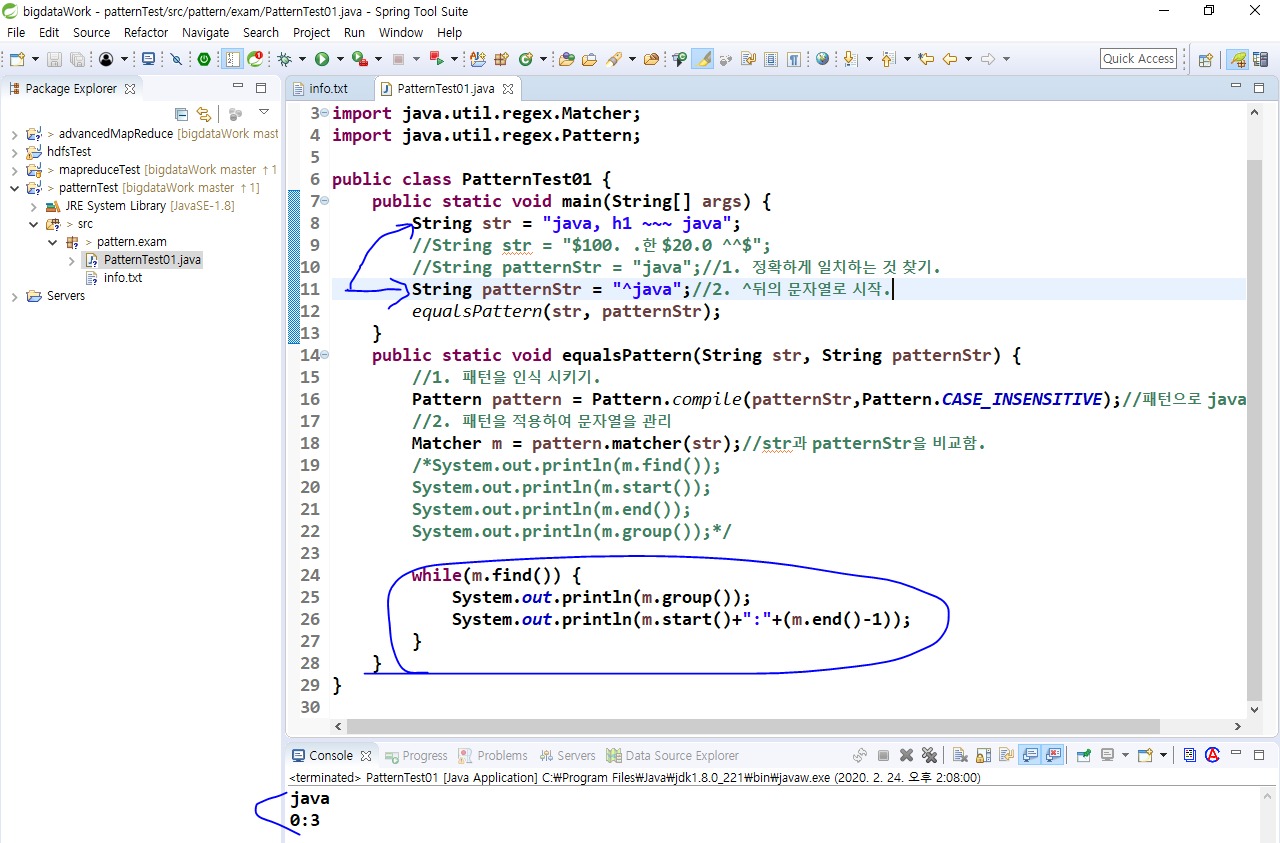 bigdataWork - patternTest/src/pattern/exam/PatternTest01.java - Spring Tool Suite
File Edit Source Refactor Navigate Search Project Run Window Help
Quick Access
Package Explorer
> advancedMapReduce [bigdataWork mast
hdfsTest
> mapreduceTest [bigdataWork master ↑1
> patternTest [bigdataWork master ↑1]
JRE System Library [JavaSE-1.8]
> src
> pattern.exam
PatternTest01.java
info.txt
Servers
info.txt PatternTest01.java
3 import java.util.regex.Matcher;
4 import java.util.regex.Pattern;
5
6 public class PatternTest01 {
7 public static void main(String[] args) {
8 String str = "java, h1 ~~~ java";
9 //String str = "$100. .한 $20.0 ^^$";
10 //String patternStr = "java";//1. 정확하게 일치하는 것 찾기.
11 String patternStr = "^java";//2. ^뒤의 문자열로 시작.
12 equalsPattern(str, patternStr);
13 }
14 public static void equalsPattern(String str, String patternStr) {
15 //1. 패턴을 인식 시키기.
16 Pattern pattern = Pattern.compile(patternStr,Pattern.CASE_INSENSITIVE);//패턴으로 java
17 //2. 패턴을 적용하여 문자열을 관리
18 Matcher m = pattern.matcher(str);//str과 patternStr을 비교함.
19 /*System.out.println(m.find());
20 System.out.println(m.start());
21 System.out.println(m.end());
22 System.out.println(m.group());*/
23
24 while(m.find()) {
25 System.out.println(m.group());
26 System.out.println(m.start()+":"+(m.end()-1));
27 }
28 }
29 }
30
Console Progress Problems Servers Data Source Explorer
<terminated> PatternTest01 [Java Application] C:₩Program Files₩Java₩jdk1.8.0_221₩bin₩javaw.exe (2020. 2. 24. 오후 2:08:00)
java
0:3